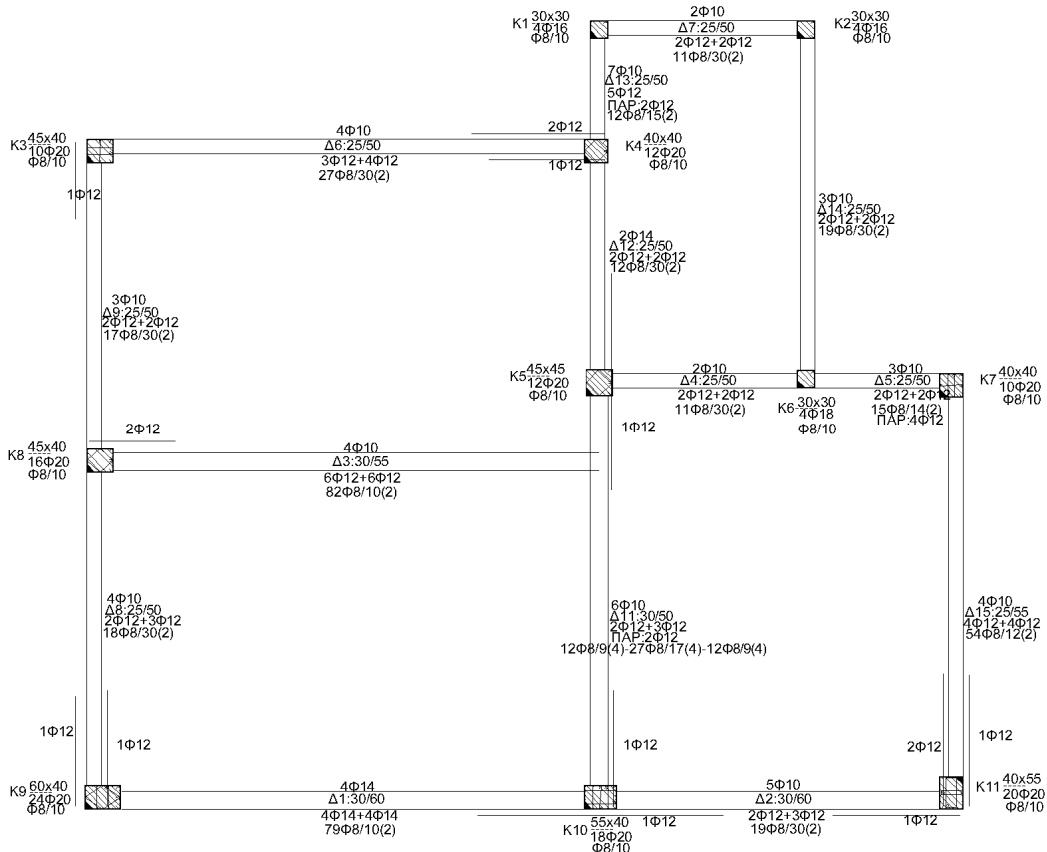 K1 30x30
4Φ16
Φ8/10
2Φ10
Δ7:25/50
2Φ12+2Φ12
11Φ8/30(2)
K2 30x30
4Φ16
Φ8/10
7Φ10
Δ13:25/50
5Φ12
ΠΑΡ:2Φ12
12Φ8/15(2)
K3 45x40
10Φ20
Φ8/10
4Φ10
Δ6:25/50
3Φ12+4Φ12
27Φ8/30(2)
2Φ12
1Φ12
K4 40x40
12Φ20
Φ8/10
1Φ12
3Φ10
Δ14:25/50
2Φ12+2Φ12
19Φ8/30(2)
2Φ14
Δ12:25/50
2Φ12+2Φ12
12Φ8/30(2)
3Φ10
Δ9:25/50
2Φ12+2Φ12
17Φ8/30(2)
K5 45x45
12Φ20
Φ8/10
2Φ10
Δ4:25/50
2Φ12+2Φ12
11Φ8/30(2)
K6 30x30
4Φ18
Φ8/10
3Φ10
Δ5:25/50
2Φ12+2Φ12
15Φ8/14(2)
ΠΑΡ:4Φ12
K7 40x40
10Φ20
Φ8/10
1Φ12
2Φ12
K8 45x40
16Φ20
Φ8/10
4Φ10
Δ3:30/55
6Φ12+6Φ12
82Φ8/10(2)
4Φ10
Δ8:25/50
2Φ12+3Φ12
18Φ8/30(2)
6Φ10
Δ11:30/50
2Φ12+3Φ12
ΠΑΡ:2Φ12
12Φ8/9(4)-27Φ8/17(4)-12Φ8/9(4)
4Φ10
Δ15:25/55
4Φ12+4Φ12
54Φ8/12(2)
1Φ12
1Φ12
1Φ12
2Φ12
1Φ12
K9 60x40
24Φ20
Φ8/10
4Φ14
Δ1:30/60
4Φ14+4Φ14
79Φ8/10(2)
K10 55x40
18Φ20
Φ8/10
1Φ12
5Φ10
Δ2:30/60
2Φ12+3Φ12
19Φ8/30(2)
1Φ12
K11 40x55
20Φ20
Φ8/10